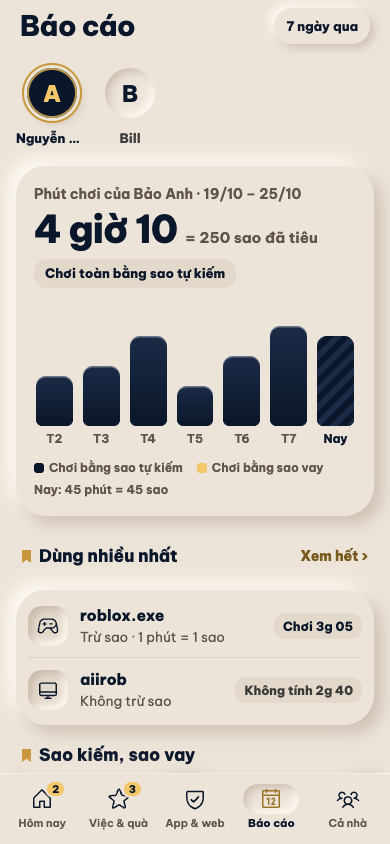 Báo cáo
7 ngày qua
A
B
Nguyễn ...
Bill
Phút chơi của Bảo Anh · 19/10 – 25/10
4 giờ 10 = 250 sao đã tiêu
Chơi toàn bằng sao tự kiếm
T2 T3 T4 T5 T6 T7 Nay
Chơi bằng sao tự kiếm Chơi bằng sao vay
Nay: 45 phút = 45 sao
Dùng nhiều nhất
Xem hết ›
roblox.exe
Trừ sao · 1 phút = 1 sao
Chơi 3g 05
aiirob
Không trừ sao
Không tính 2g 40
Sao kiếm, sao vay
2
3
12
Hôm nay Việc & quà App & web Báo cáo Cả nhà